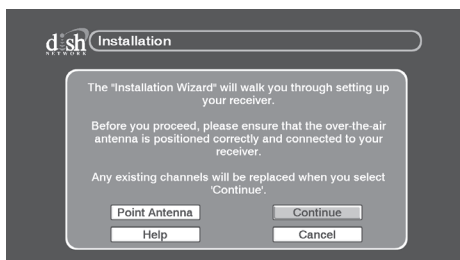 dish
NETWORK
Installation
The "Installation Wizard" will walk you through setting up
your receiver.
Before you proceed, please ensure that the over-the-air
antenna is positioned correctly and connected to your
receiver.
Any existing channels will be replaced when you select
'Continue'.
Point Antenna
Continue
Help
Cancel